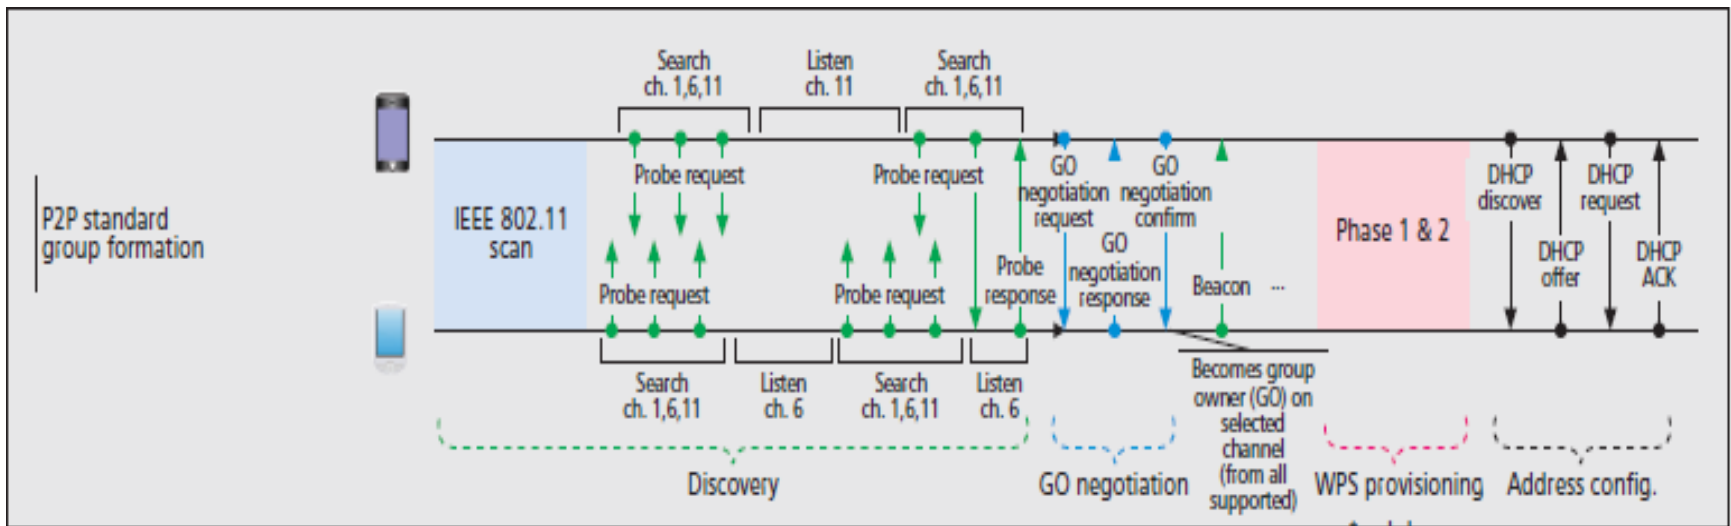 Search
ch. 1,6,11
Listen
ch. 11
Search
ch. 1,6,11
P2P standard
group formation
IEEE 802.11
scan
Probe request
Probe request
Probe request
Probe request
Probe
response
GO
negotiation
request
GO
negotiation
response
GO
negotiation
confirm
Beacon ...
Phase 1 & 2
DHCP
discover
DHCP
offer
DHCP
request
DHCP
ACK
Search
ch. 1,6,11
Listen
ch. 6
Search
ch. 1,6,11
Listen
ch. 6
Becomes group
owner (GO) on
selected
channel
(from all
supported)
Discovery
GO negotiation
WPS provisioning
Address config.